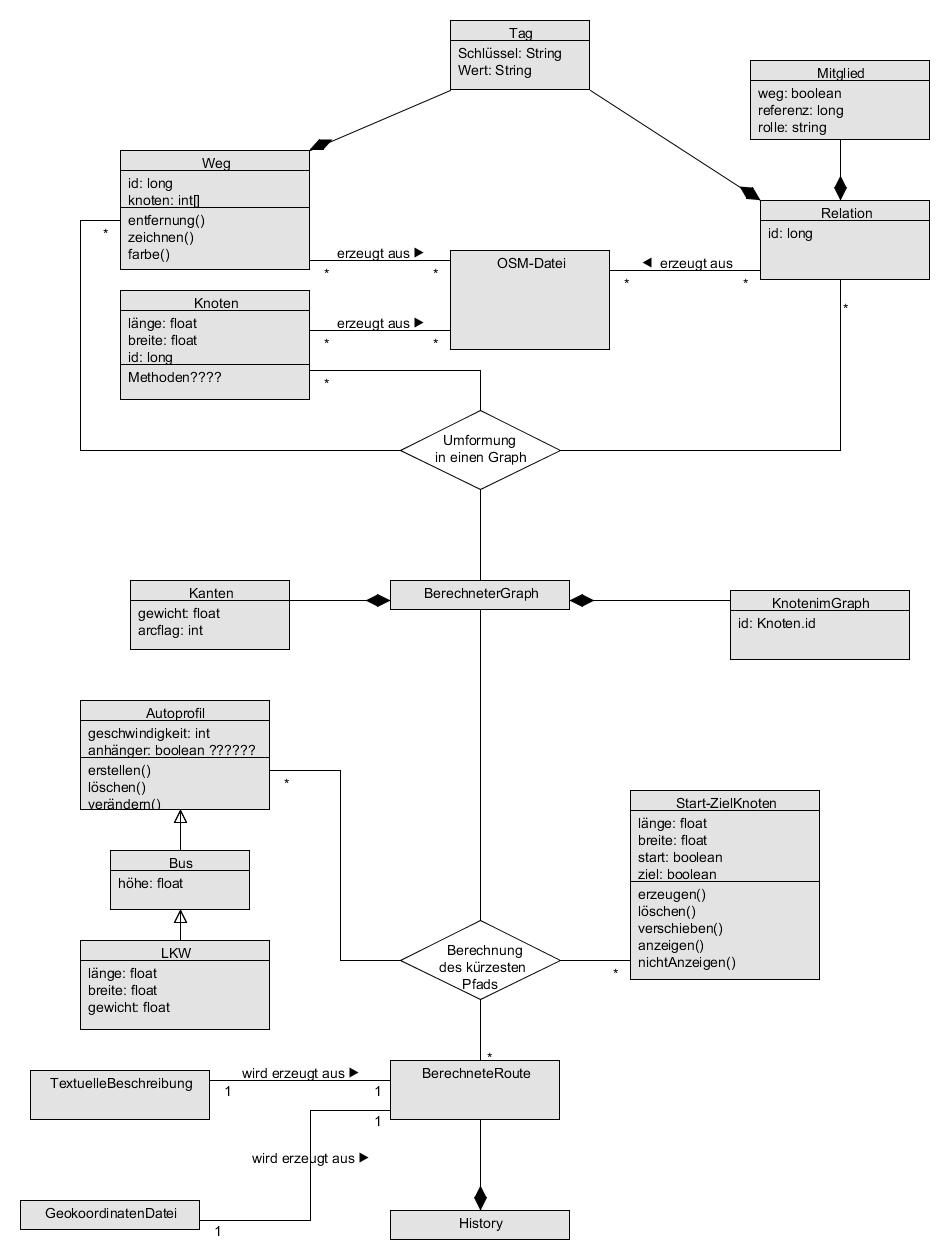 Tag
Schlüssel: String
Wert: String
Mitglied
weg: boolean
referenz: long
rolle: string
Weg
id: long
knoten: int[]
entfernung()
zeichnen()
farbe()
*
Relation
id: long
erzeugt aus ►
*
*
OSM-Datei
◄ erzeugt aus
*
*
*
Knoten
länge: float
breite: float
id: long
Methoden????
erzeugt aus ►
*
*
*
Umformung
in einen Graph
Kanten
gewicht: float
arcflag: int
BerechneterGraph
KnotenimGraph
id: Knoten.id
Autoprofil
geschwindigkeit: int
anhänger: boolean ??????
erstellen()
löschen()
verändern()
*
Bus
höhe: float
LKW
länge: float
breite: float
gewicht: float
Start-ZielKnoten
länge: float
breite: float
start: boolean
ziel: boolean
erzeugen()
löschen()
verschieben()
anzeigen()
nichtAnzeigen()
Berechnung
des kürzesten
Pfads
*
*
TextuelleBeschreibung
wird erzeugt aus ►
1
1
BerechneteRoute
1
wird erzeugt aus ►
GeokoordinatenDatei
1
History